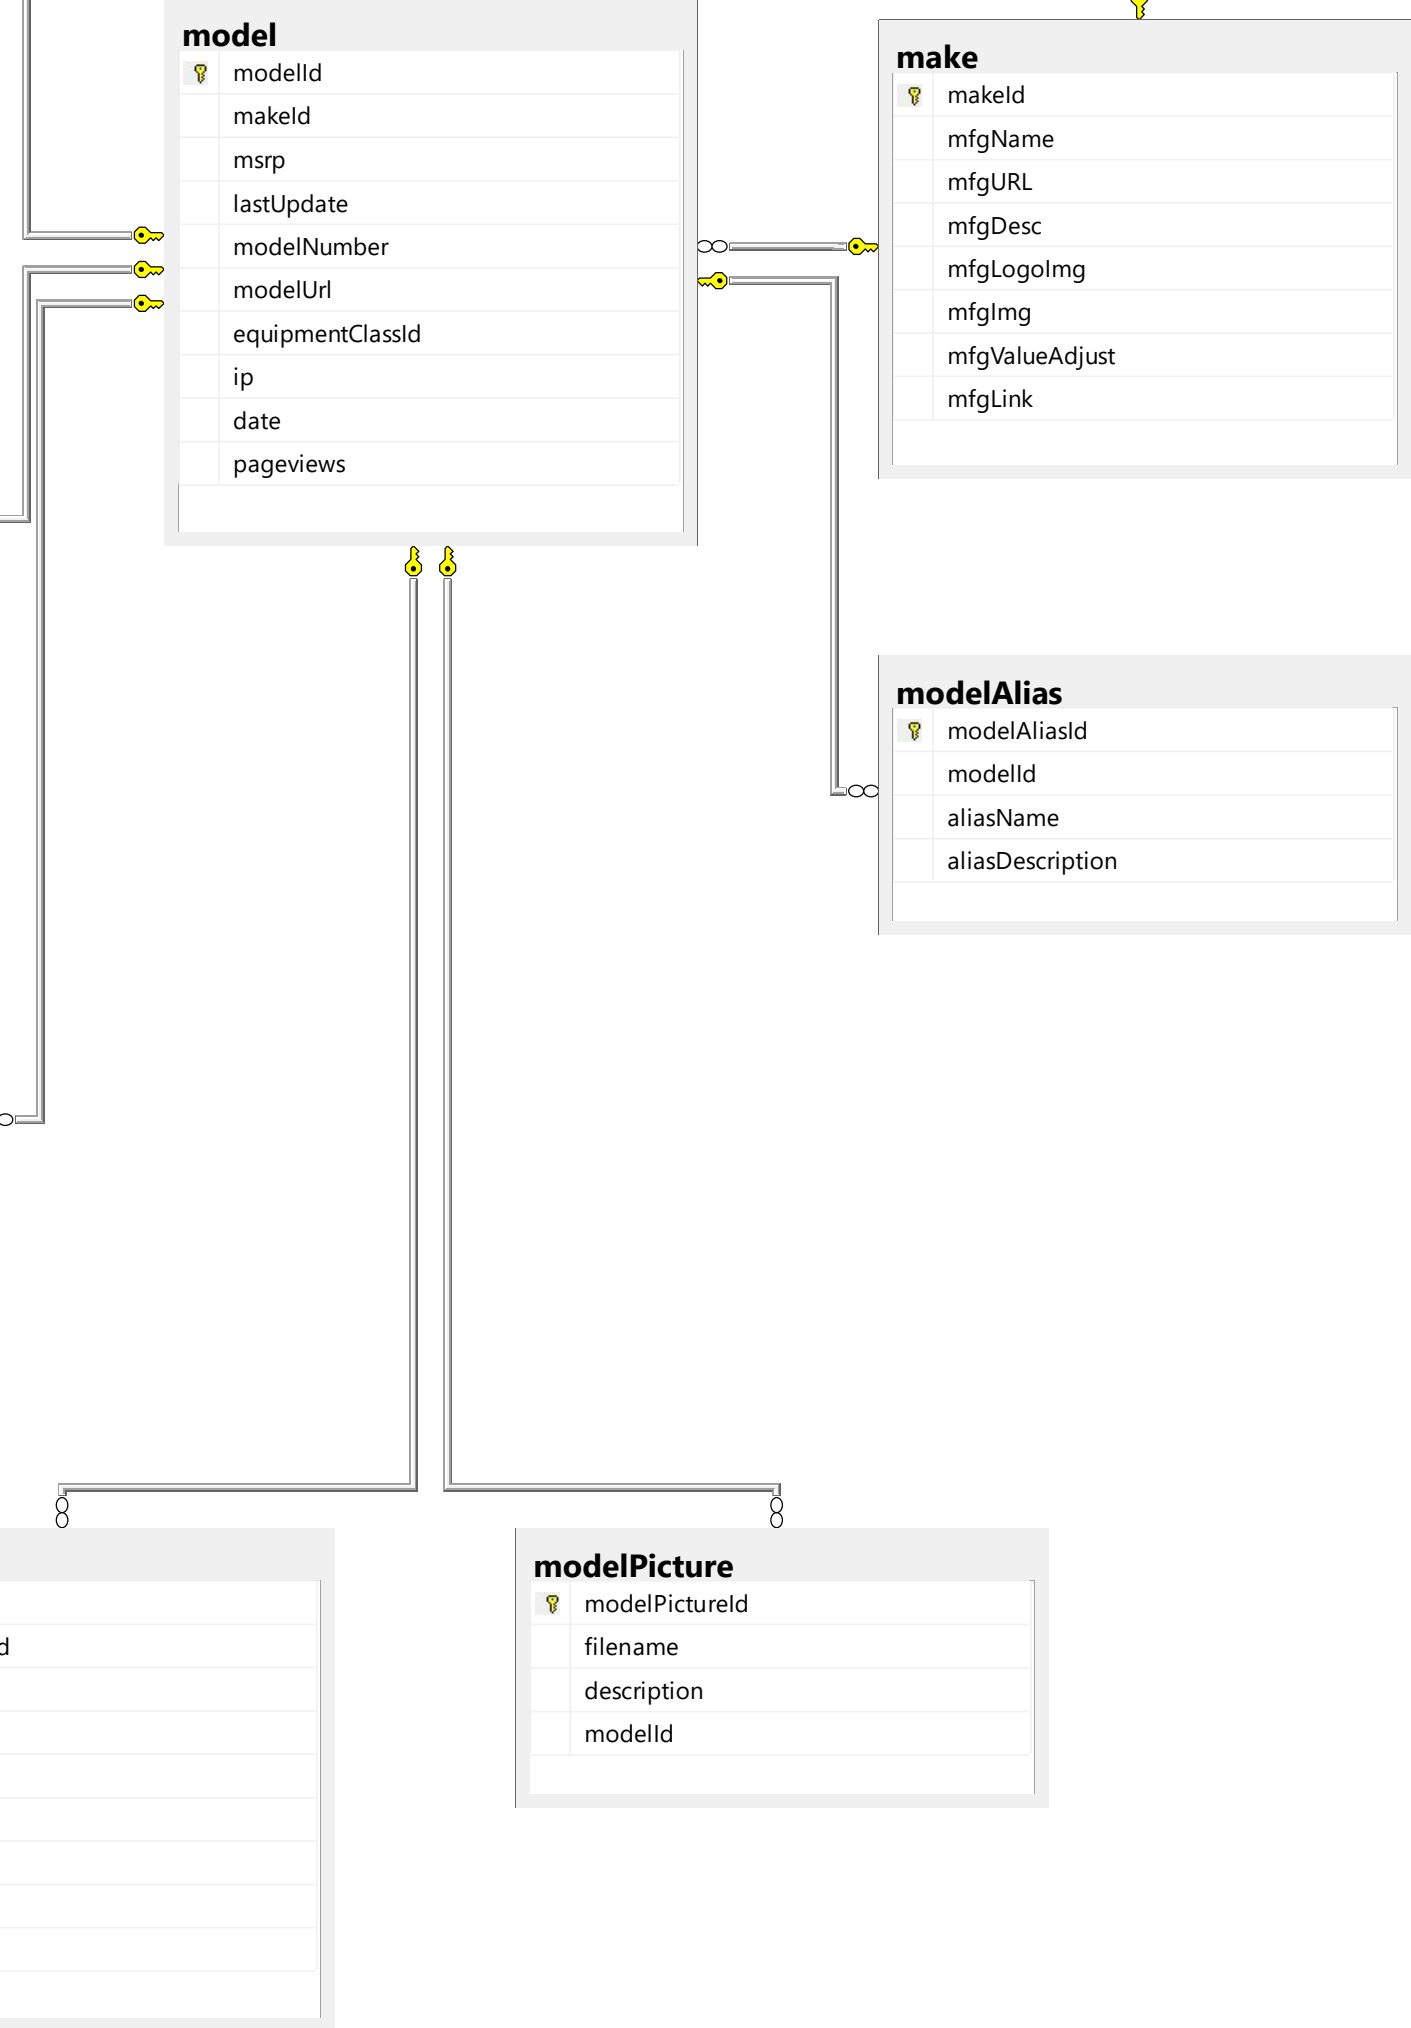 model
modelId
makeId
msrp
lastUpdate
modelNumber
modelUrl
equipmentClassId
ip
date
pageviews
make
makeId
mfgName
mfgURL
mfgDesc
mfgLogoImg
mfgImg
mfgValueAdjust
mfgLink
modelAlias
modelAliasId
modelId
aliasName
aliasDescription
modelPicture
modelPictureId
filename
description
modelId